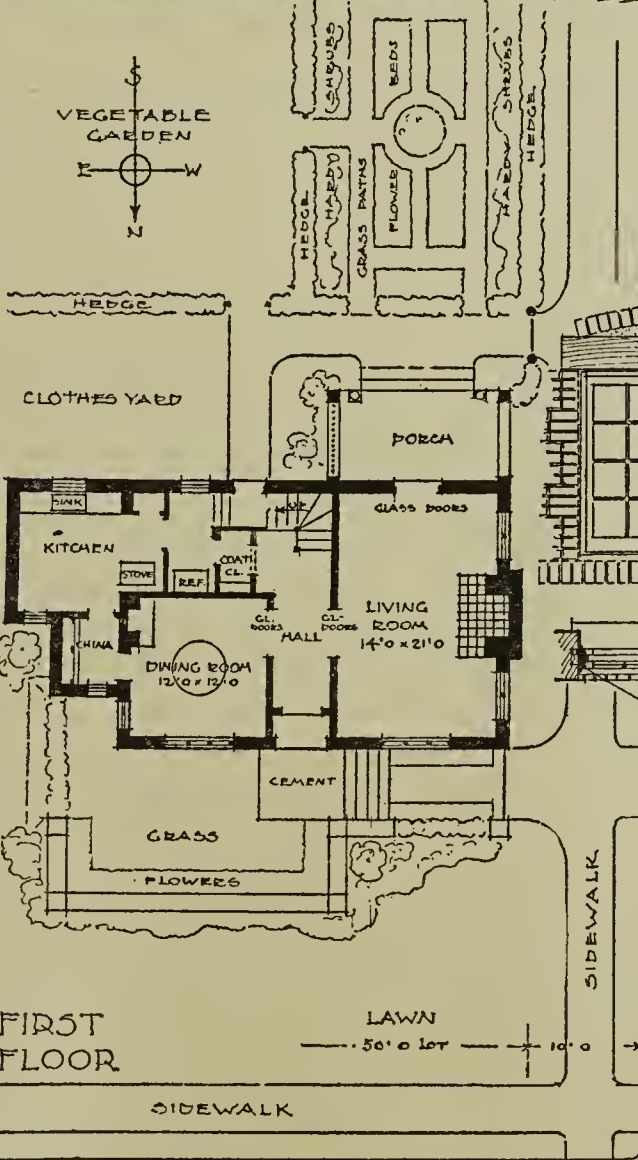 S
VEGETABLE
GARDEN
E
W
N
SHRUBS
HARDY
HEDGE
GRASS PATHS
BEDS
FLOWER
SHRUBS
HARDY
HEDGE
HEDGE
CLOTHES YARD
PORCH
SINK
UP
GLASS DOORS
KITCHEN
STOVE
REF.
COAT
CL.
CHINA
GL.
DOORS
GL.
DOORS
HALL
LIVING
ROOM
14'0 x 21'0
DINING ROOM
12'0 x 12'0
CEMENT
GRASS
FLOWERS
SIDEWALK
FIRST
FLOOR
LAWN
50'0 LOT
10'0
SIDEWALK